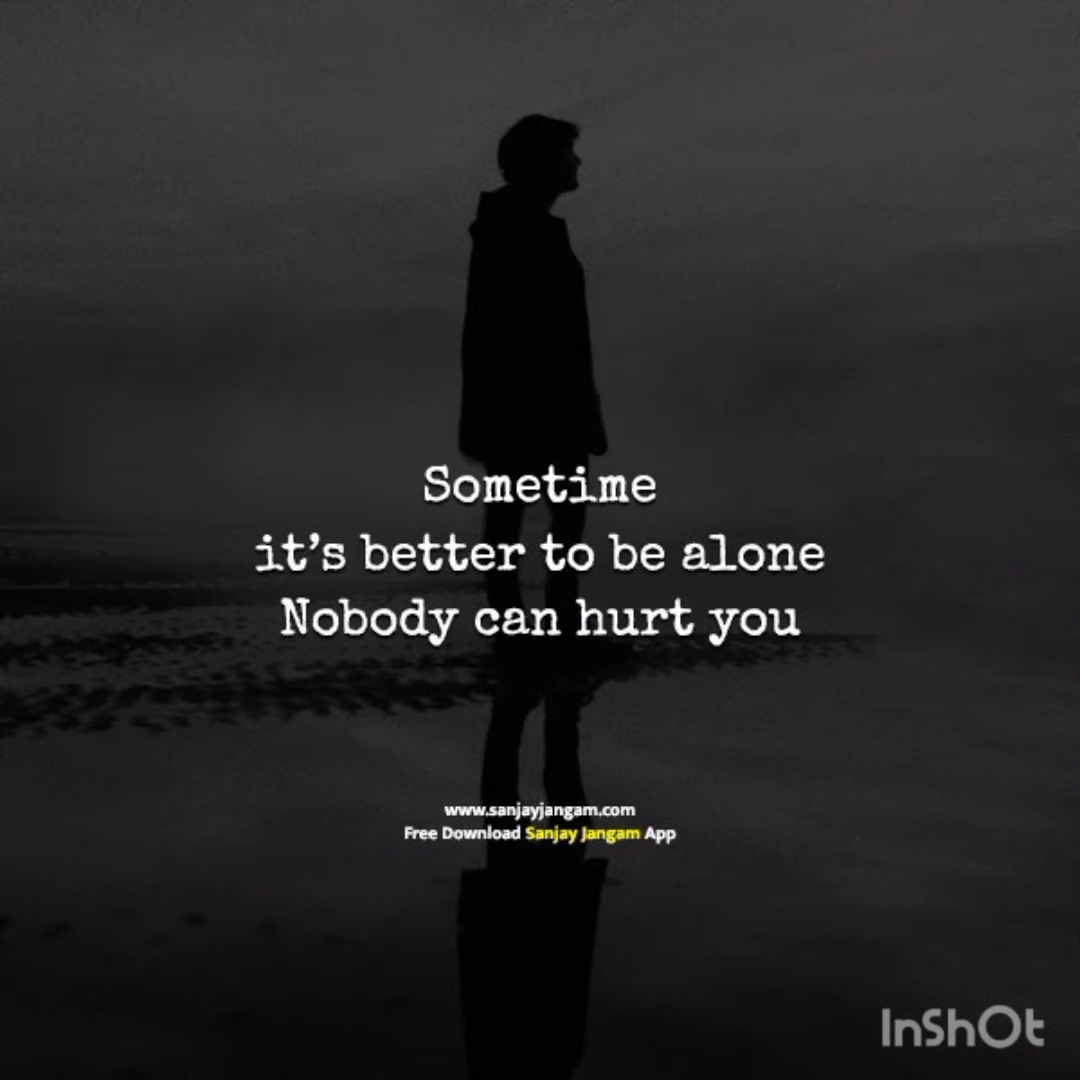 Sometime
it’s better to be alone
Nobody can hurt you
www.sanjayjangam.com
Free Download Sanjay Jangam App
InShOt